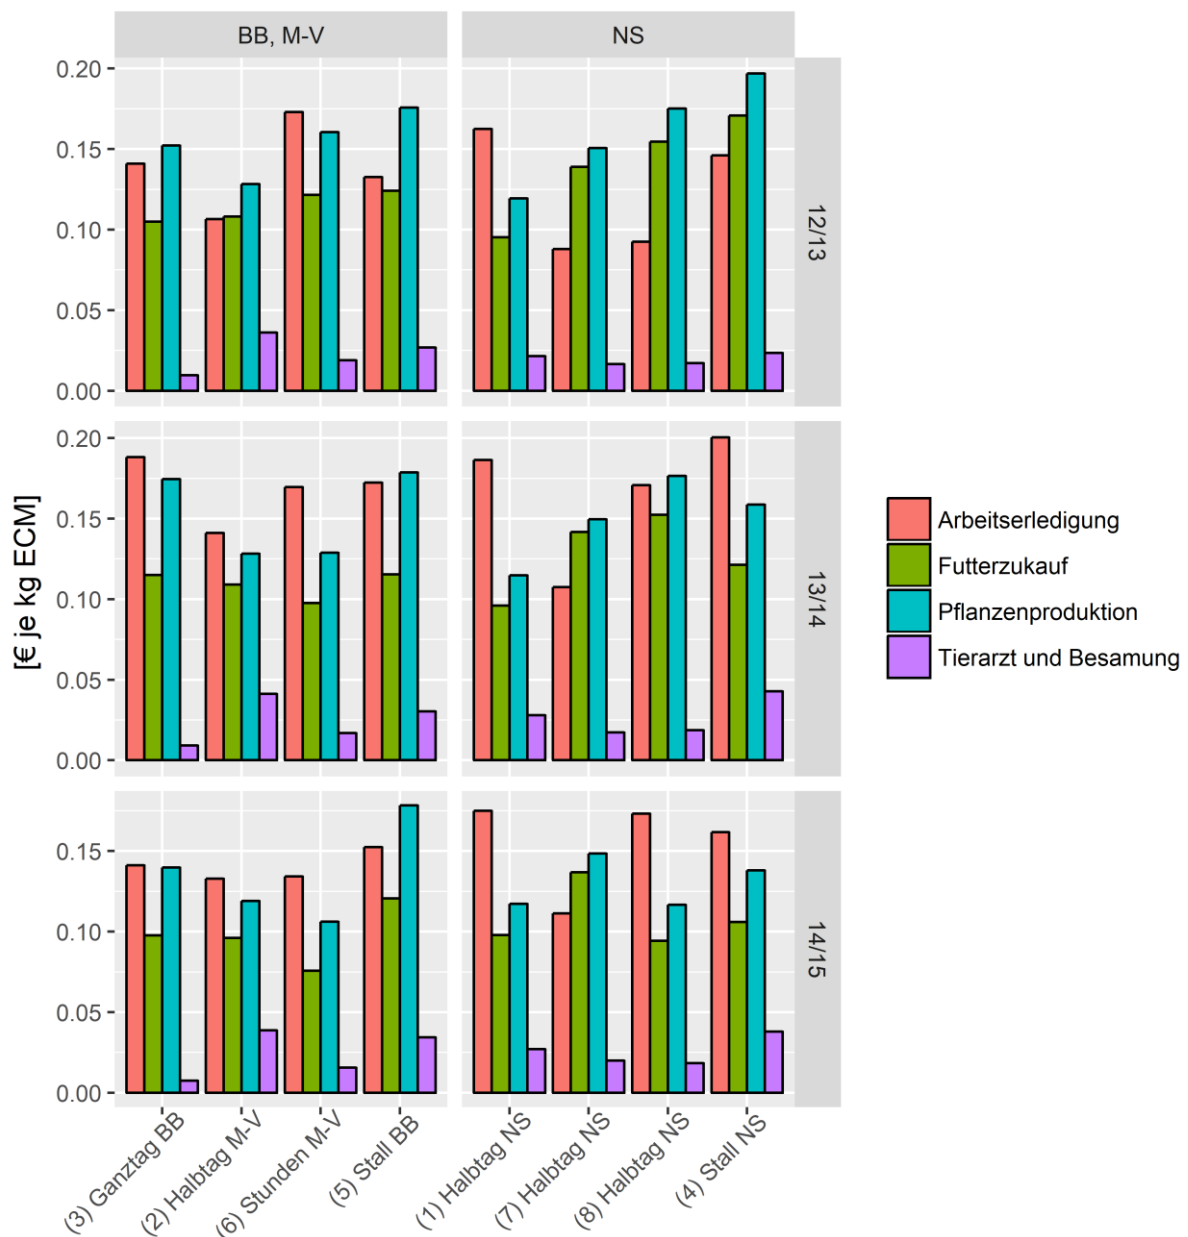 BB, M-V
NS
0.20
0.15
0.10
0.05
0.00
12/13
0.20
0.15
0.10
0.05
0.00
13/14
0.15
0.10
0.05
0.00
14/15
[€ je kg ECM]
(3) Ganztag BB
(2) Halbtag M-V
(6) Stunden M-V
(5) Stall BB
(1) Halbtag NS
(7) Halbtag NS
(8) Halbtag NS
(4) Stall NS
Arbeitserledigung
Futterzukauf
Pflanzenproduktion
Tierarzt und Besamung